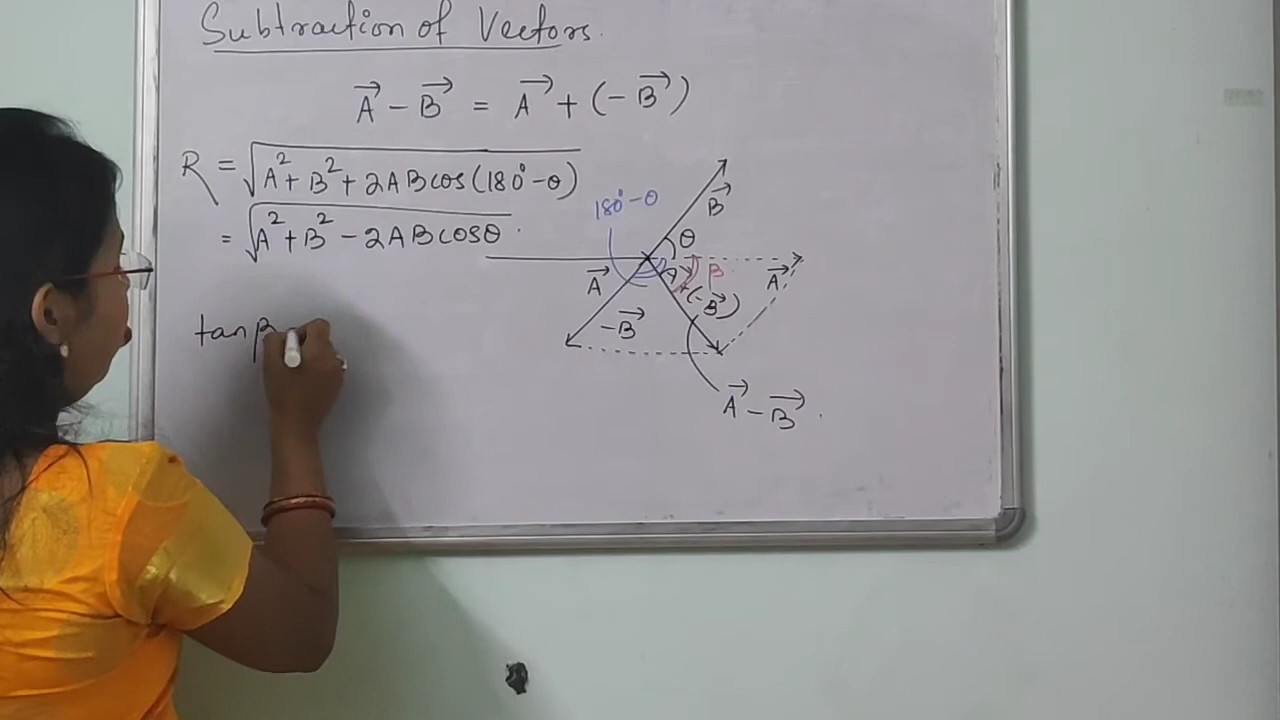 Subtraction of Vectors.
A⃗ - B⃗ = A⃗ + (-B⃗)
R = √A² + B² + 2AB cos(180° - θ)
= √A² + B² - 2AB cosθ.
tan β
180° - θ
B⃗
θ
A⃗
β
A⃗
A⃗ + (-B⃗)
-B⃗
A⃗ - B⃗.